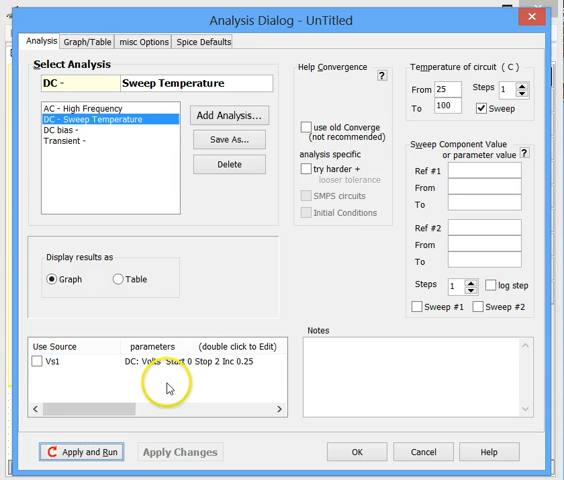 Analysis Dialog - UnTitled
Analysis Graph/Table misc Options Spice Defaults
Select Analysis
DC - Sweep Temperature
AC - High Frequency
DC - Sweep Temperature
DC bias -
Transient -
Add Analysis...
Save As...
Delete
Display results as
Graph Table
Use Source parameters (double click to Edit)
Vs1 DC: Volts Start 0 Stop 2 Inc 0.25
Help Convergence
?
use old Converge
(not recommended)
analysis specific
try harder +
looser tolerance
SMPS circuits
Initial Conditions
Temperature of circuit ( C )
From 25 Steps 1
To 100 Sweep
Sweep Component Value
or parameter value ?
Ref #1
From
To
Ref #2
From
To
Steps 1 log step
Sweep #1 Sweep #2
Notes
Apply and Run Apply Changes OK Cancel Help